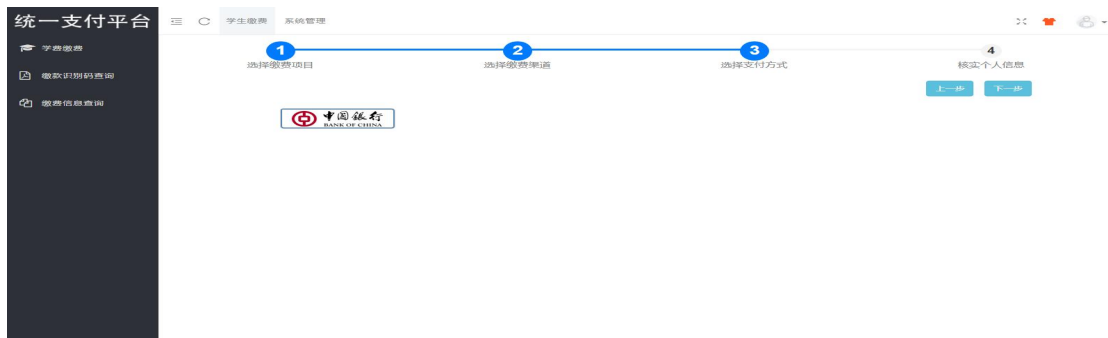 统一支付平台
学生缴费 系统管理
学费缴费
缴款识别码查询
缴费信息查询
1 2 3 4
选择缴费项目 选择缴费渠道 选择支付方式 核实个人信息
上一步 下一步
中国银行
BANK OF CHINA